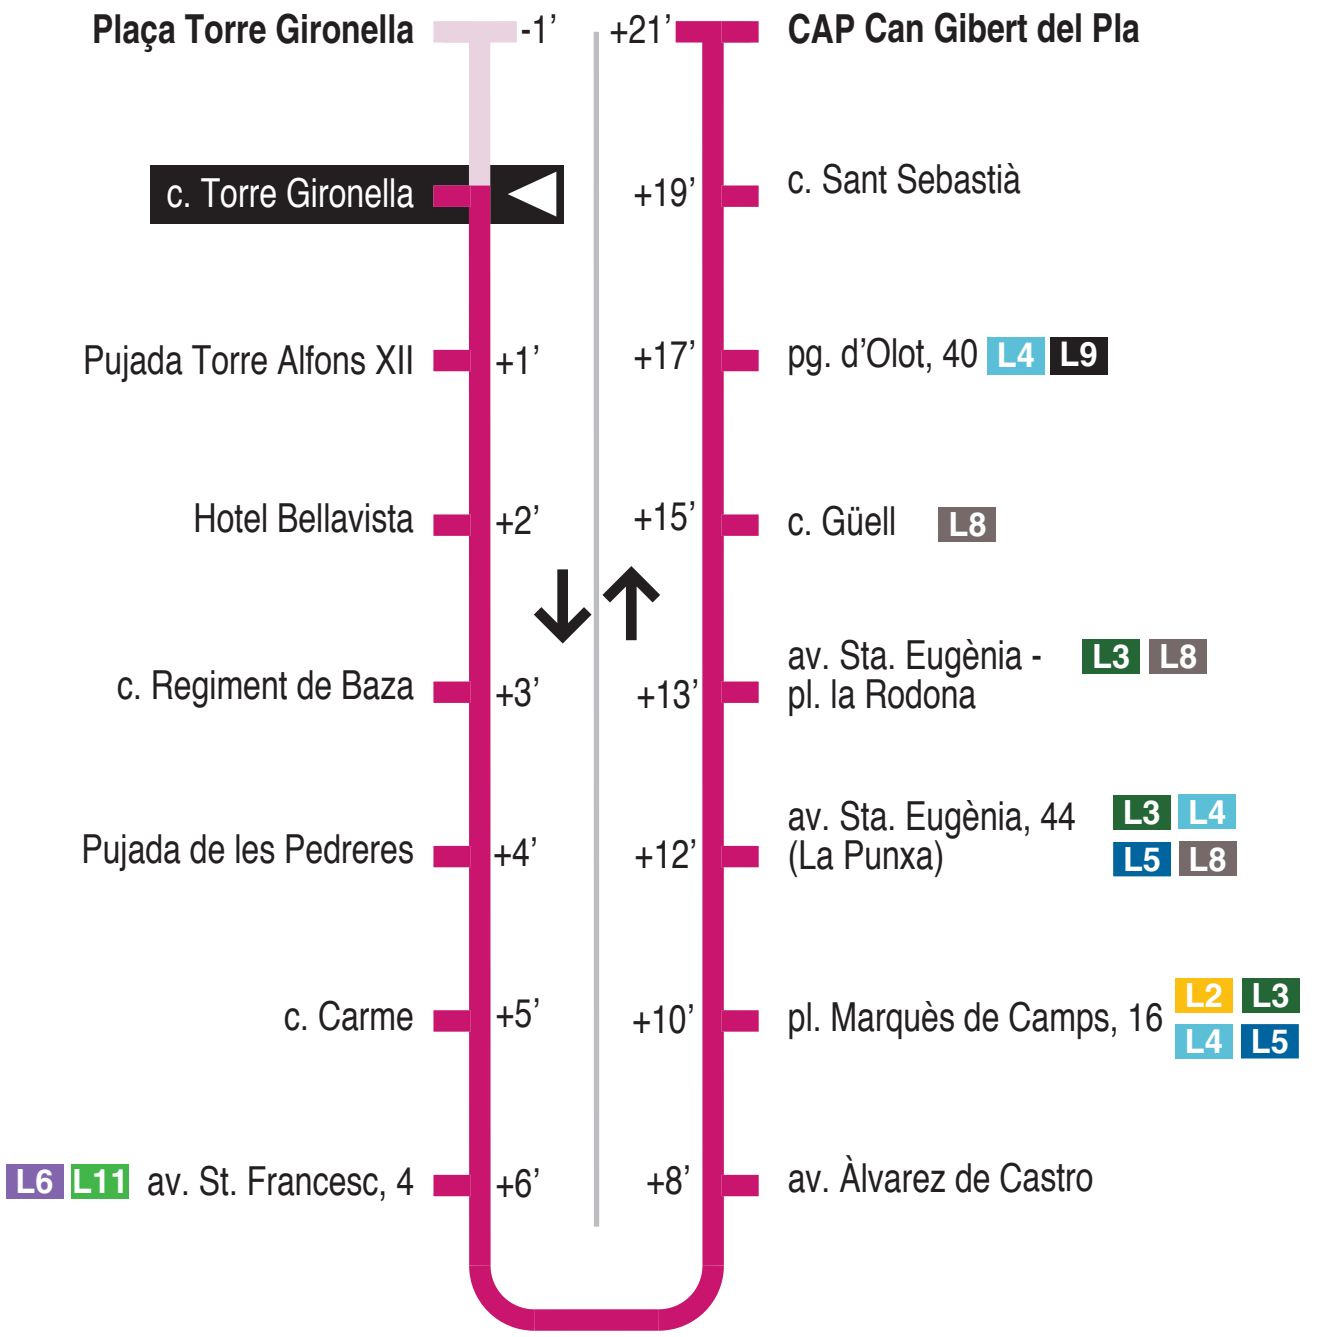 Plaça Torre Gironella -1’
c. Torre Gironella
Pujada Torre Alfons XII +1’
Hotel Bellavista +2’
c. Regiment de Baza +3’
Pujada de les Pedreres +4’
c. Carme +5’
L6 L11 av. St. Francesc, 4 +6’
+21’ CAP Can Gibert del Pla
+19’ c. Sant Sebastià
+17’ pg. d’Olot, 40 L4 L9
+15’ c. Güell L8
+13’ av. Sta. Eugènia - L3 L8
pl. la Rodona
+12’ av. Sta. Eugènia, 44 L3 L4
(La Punxa) L5 L8
+10’ pl. Marquès de Camps, 16 L2 L3
L4 L5
+8’ av. Àlvarez de Castro